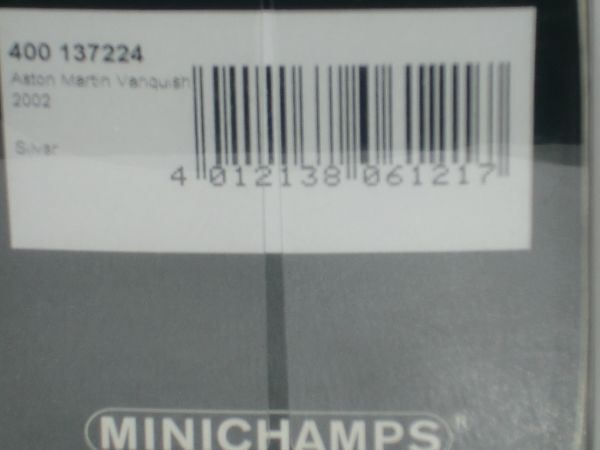 400 137224
Aston Martin Vanquish
2002
Silver
4 012138 061217
MINICHAMPS